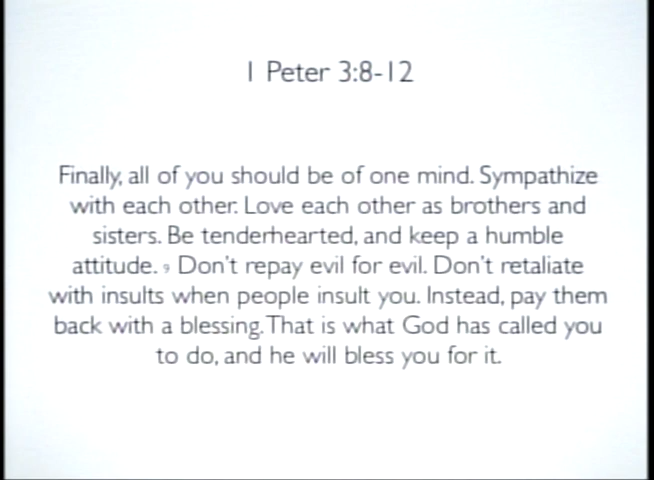 1 Peter 3:8-12
Finally, all of you should be of one mind. Sympathize
with each other. Love each other as brothers and
sisters. Be tenderhearted, and keep a humble
attitude. 9 Don't repay evil for evil. Don't retaliate
with insults when people insult you. Instead, pay them
back with a blessing. That is what God has called you
to do, and he will bless you for it.